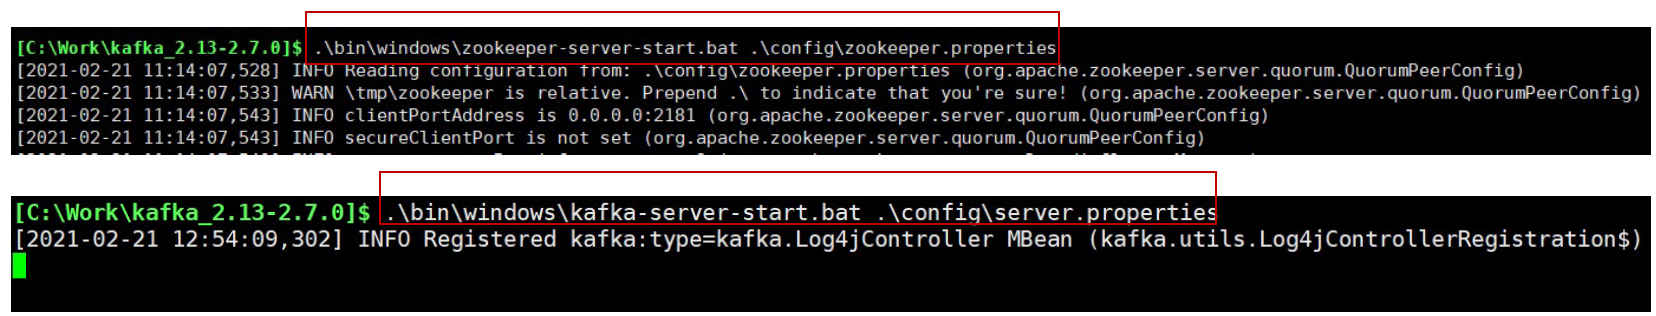 [C:\Work\kafka_2.13-2.7.0]$ .\bin\windows\zookeeper-server-start.bat .\config\zookeeper.properties
[2021-02-21 11:14:07,528] INFO Reading configuration from: .\config\zookeeper.properties (org.apache.zookeeper.server.quorum.QuorumPeerConfig)
[2021-02-21 11:14:07,533] WARN \tmp\zookeeper is relative. Prepend .\ to indicate that you're sure! (org.apache.zookeeper.server.quorum.QuorumPeerConfig)
[2021-02-21 11:14:07,543] INFO clientPortAddress is 0.0.0.0:2181 (org.apache.zookeeper.server.quorum.QuorumPeerConfig)
[2021-02-21 11:14:07,543] INFO secureClientPort is not set (org.apache.zookeeper.server.quorum.QuorumPeerConfig)
[C:\Work\kafka_2.13-2.7.0]$ .\bin\windows\kafka-server-start.bat .\config\server.properties
[2021-02-21 12:54:09,302] INFO Registered kafka:type=kafka.Log4jController MBean (kafka.utils.Log4jControllerRegistration$)